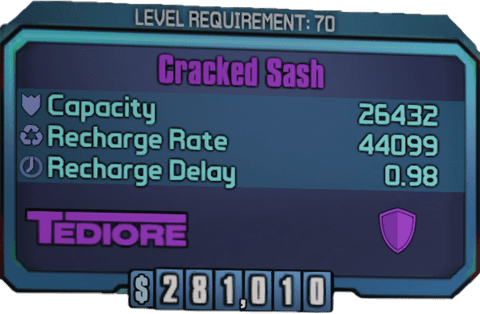 LEVEL REQUIREMENT: 70
Cracked Sash
Capacity 26432
Recharge Rate 44099
Recharge Delay 0.98
TEDIORE
$281,010